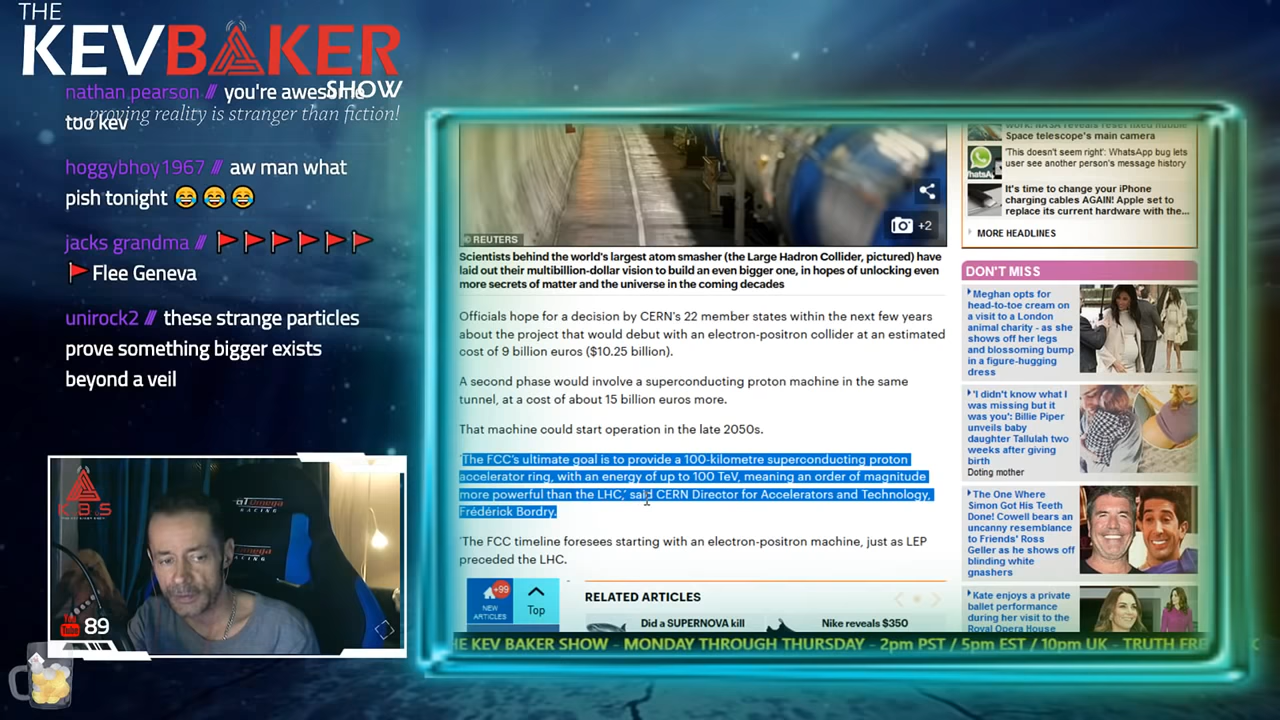 THE
KEVBAKER
SHOW
...proving reality is stranger than fiction!
nathan.pearson /// you're awesome
too kev
hoggybhoy1967 /// aw man what
pish tonight 😂😂😂
jacks grandma /// 🚩🚩🚩🚩🚩🚩
🚩Flee Geneva
unirock2 /// these strange particles
prove something bigger exists
beyond a veil
KBS
OMEGA
RACING
RACING
YouTube 89
© REUTERS
+2
Scientists behind the world's largest atom smasher (the Large Hadron Collider, pictured) have
laid out their multibillion-dollar vision to build an even bigger one, in hopes of unlocking even
more secrets of matter and the universe in the coming decades
Officials hope for a decision by CERN's 22 member states within the next few years
about the project that would debut with an electron-positron collider at an estimated
cost of 9 billion euros ($10.25 billion).
A second phase would involve a superconducting proton machine in the same
tunnel, at a cost of about 15 billion euros more.
That machine could start operation in the late 2050s.
'The FCC's ultimate goal is to provide a 100-kilometre superconducting proton
accelerator ring, with an energy of up to 100 TeV, meaning an order of magnitude
more powerful than the LHC,' said CERN Director for Accelerators and Technology,
Frédérick Bordry.
'The FCC timeline foresees starting with an electron-positron machine, just as LEP
preceded the LHC.
+99
NEW
ARTICLES
Top
RELATED ARTICLES
Did a SUPERNOVA kill
Nike reveals $350
work: NASA reveals reset fixed Hubble
Space telescope's main camera
WhatsA
'This doesn't seem right': WhatsApp bug lets
user see another person's message history
It's time to change your iPhone
charging cables AGAIN! Apple set to
replace its current hardware with the...
MORE HEADLINES
DON'T MISS
Meghan opts for
head-to-toe cream on
a visit to a London
animal charity - as she
shows off her legs
and blossoming bump
in a figure-hugging
dress
'I didn't know what I
was missing but it
was you': Billie Piper
unveils baby
daughter Tallulah two
weeks after giving
birth
Doting mother
The One Where
Simon Got His Teeth
Done! Cowell bears an
uncanny resemblance
to Friends' Ross
Geller as he shows off
blinding white
gnashers
Kate enjoys a private
ballet performance
during her visit to the
Royal Opera House
HE KEV BAKER SHOW - MONDAY THROUGH THURSDAY - 2pm PST / 5pm EST / 10pm UK - TRUTH FRE